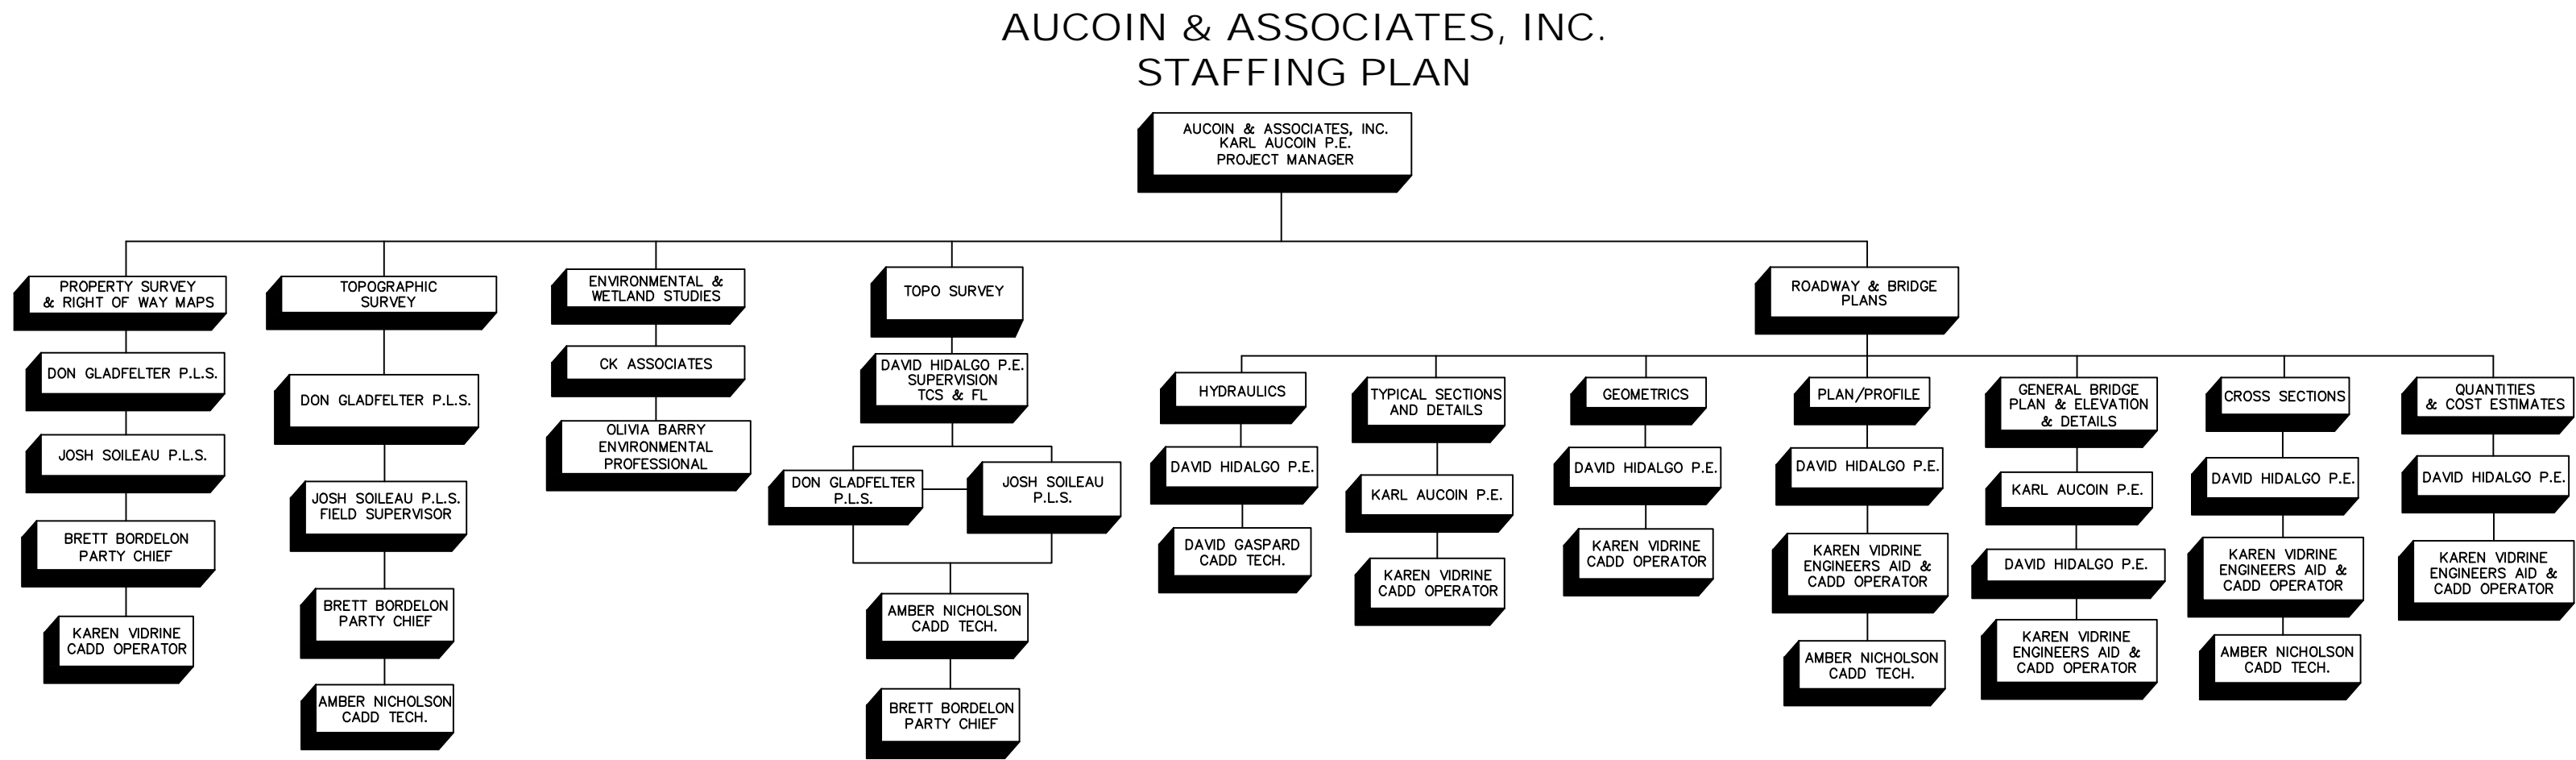 AUCOIN & ASSOCIATES, INC.
STAFFING PLAN
AUCOIN & ASSOCIATES, INC.
KARL AUCOIN P.E.
PROJECT MANAGER
PROPERTY SURVEY
& RIGHT OF WAY MAPS
DON GLADFELTER P.L.S.
JOSH SOILEAU P.L.S.
BRETT BORDELON
PARTY CHIEF
KAREN VIDRINE
CADD OPERATOR
TOPOGRAPHIC
SURVEY
DON GLADFELTER P.L.S.
JOSH SOILEAU P.L.S.
FIELD SUPERVISOR
BRETT BORDELON
PARTY CHIEF
AMBER NICHOLSON
CADD TECH.
ENVIRONMENTAL &
WETLAND STUDIES
CK ASSOCIATES
OLIVIA BARRY
ENVIRONMENTAL
PROFESSIONAL
TOPO SURVEY
DAVID HIDALGO P.E.
SUPERVISION
TCS & FL
DON GLADFELTER
P.L.S.
JOSH SOILEAU
P.L.S.
AMBER NICHOLSON
CADD TECH.
BRETT BORDELON
PARTY CHIEF
ROADWAY & BRIDGE
PLANS
HYDRAULICS
DAVID HIDALGO P.E.
DAVID GASPARD
CADD TECH.
TYPICAL SECTIONS
AND DETAILS
KARL AUCOIN P.E.
KAREN VIDRINE
CADD OPERATOR
GEOMETRICS
DAVID HIDALGO P.E.
KAREN VIDRINE
CADD OPERATOR
PLAN/PROFILE
DAVID HIDALGO P.E.
KAREN VIDRINE
ENGINEERS AID &
CADD OPERATOR
AMBER NICHOLSON
CADD TECH.
GENERAL BRIDGE
PLAN & ELEVATION
& DETAILS
KARL AUCOIN P.E.
DAVID HIDALGO P.E.
KAREN VIDRINE
ENGINEERS AID &
CADD OPERATOR
CROSS SECTIONS
DAVID HIDALGO P.E.
KAREN VIDRINE
ENGINEERS AID &
CADD OPERATOR
AMBER NICHOLSON
CADD TECH.
QUANTITIES
& COST ESTIMATES
DAVID HIDALGO P.E.
KAREN VIDRINE
ENGINEERS AID &
CADD OPERATOR